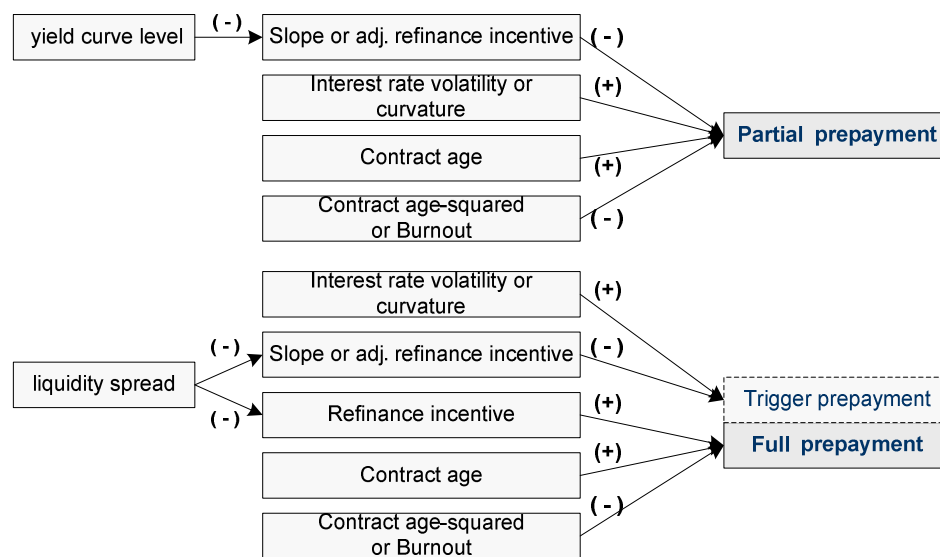 yield curve level
( - )
Slope or adj. refinance incentive
( - )
Interest rate volatility or
curvature
(+)
Partial prepayment
Contract age
(+)
Contract age-squared
or Burnout
( - )
Interest rate volatility or
curvature
(+)
( - )
Slope or adj. refinance incentive
( - )
liquidity spread
( - )
Refinance incentive
(+)
Trigger prepayment
Full prepayment
Contract age
(+)
Contract age-squared
or Burnout
( - )